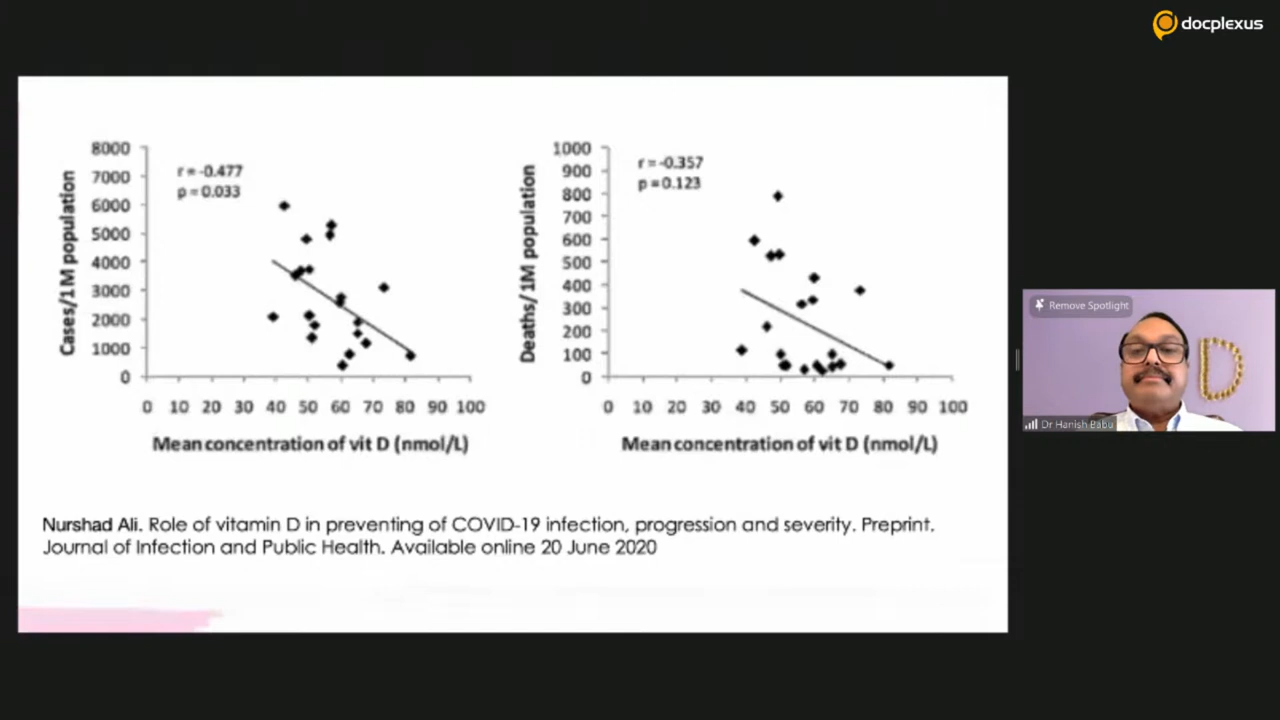 docplexus
8000
7000
6000
5000
4000
3000
2000
1000
0
Cases/1M population
r = -0.477
p = 0.033
0 10 20 30 40 50 60 70 80 90 100
Mean concentration of vit D (nmol/L)
1000
900
800
700
600
500
400
300
200
100
0
Deaths/1M population
r = -0.357
p = 0.123
0 10 20 30 40 50 60 70 80 90 100
Mean concentration of vit D (nmol/L)
Nurshad Ali. Role of vitamin D in preventing of COVID-19 infection, progression and severity. Preprint.
Journal of Infection and Public Health. Available online 20 June 2020
Remove Spotlight
D
Dr Harish Babu